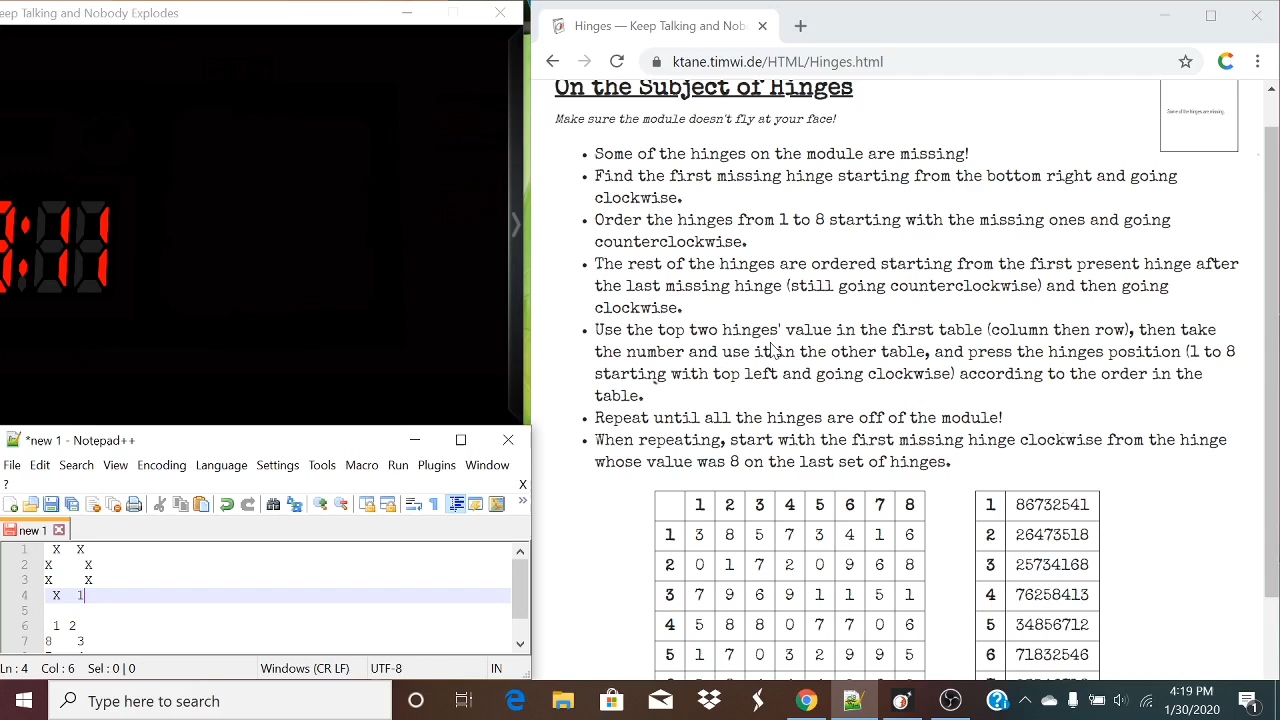 eep Talking and Nobody Explodes
:11
Hinges — Keep Talking and Nob
ktane.timwi.de/HTML/Hinges.html
On the Subject of Hinges
Make sure the module doesn't fly at your face!
Some of the hinges are missing.
• Some of the hinges on the module are missing!
• Find the first missing hinge starting from the bottom right and going
clockwise.
• Order the hinges from 1 to 8 starting with the missing ones and going
counterclockwise.
• The rest of the hinges are ordered starting from the first present hinge after
the last missing hinge (still going counterclockwise) and then going
clockwise.
• Use the top two hinges' value in the first table (column then row), then take
the number and use it in the other table, and press the hinges position (1 to 8
starting with top left and going clockwise) according to the order in the
table.
• Repeat until all the hinges are off of the module!
• When repeating, start with the first missing hinge clockwise from the hinge
whose value was 8 on the last set of hinges.
1 2 3 4 5 6 7 8
1 3 8 5 7 3 4 1 6
2 0 1 7 2 0 9 6 8
3 7 9 6 9 1 1 5 1
4 5 8 8 0 7 7 0 6
5 1 7 0 3 2 9 9 5
1 86732541
2 26473518
3 25734168
4 76258413
5 34856712
6 71832546
*new 1 - Notepad++
File Edit Search View Encoding
Language Settings Tools Macro Run Plugins Window
? X
new 1
1 X X
2 X X
3 X X
4 X 1
5
6 1 2
7 8 3
Ln : 4 Col : 6 Sel : 0 | 0 Windows (CR LF) UTF-8 IN
Type here to search
4:19 PM
1/30/2020